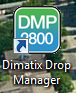 DMP
2800
Dimatix Drop
Manager